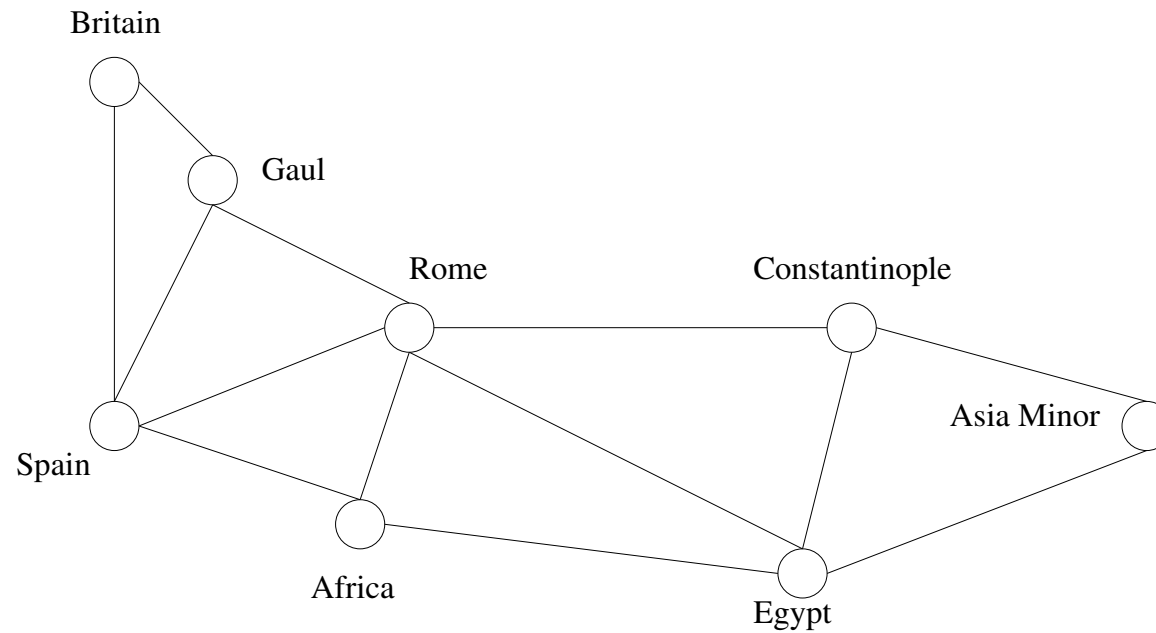 Britain
Gaul
Rome
Constantinople
Asia Minor
Spain
Africa
Egypt